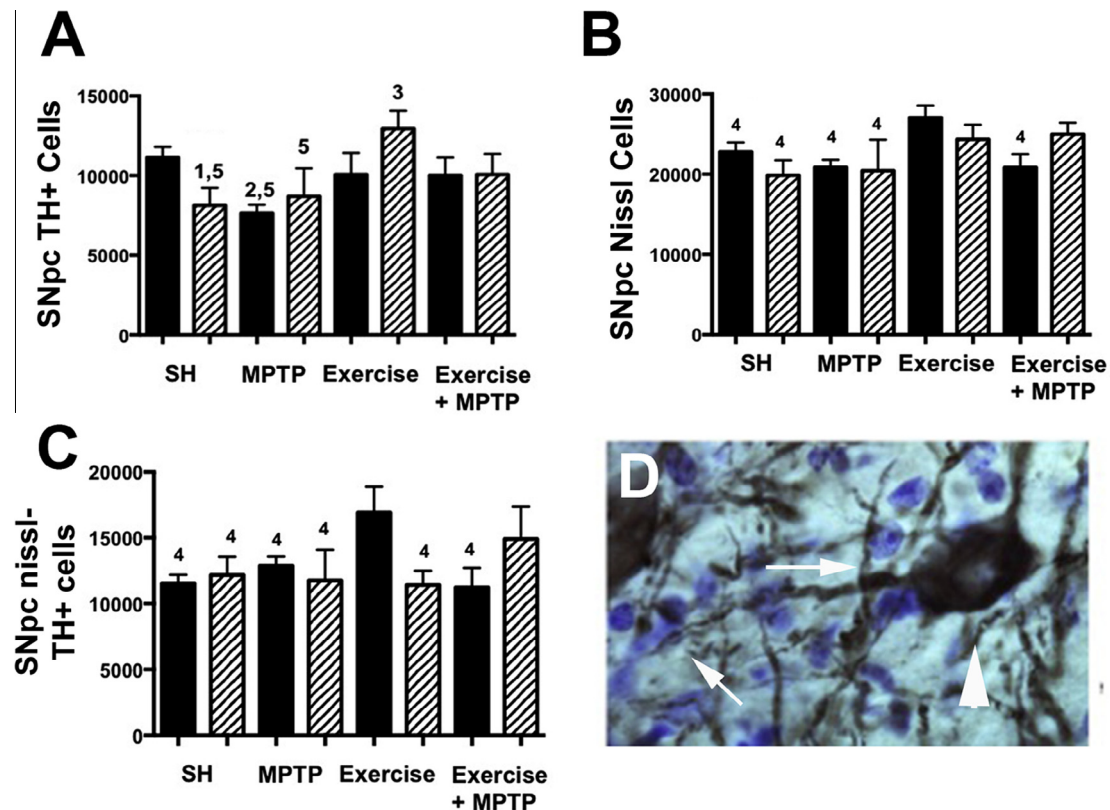 A
SNpc TH+ Cells
15000
10000
5000
0
1,5
2,5
5
3
SH
MPTP
Exercise
Exercise
+ MPTP
B
SNpc Nissl Cells
30000
20000
10000
0
4
4
4
4
4
SH
MPTP
Exercise
Exercise
+ MPTP
C
SNpc nissl-
TH+ cells
20000
15000
10000
5000
0
4
4
4
4
4
4
SH
MPTP
Exercise
Exercise
+ MPTP
D